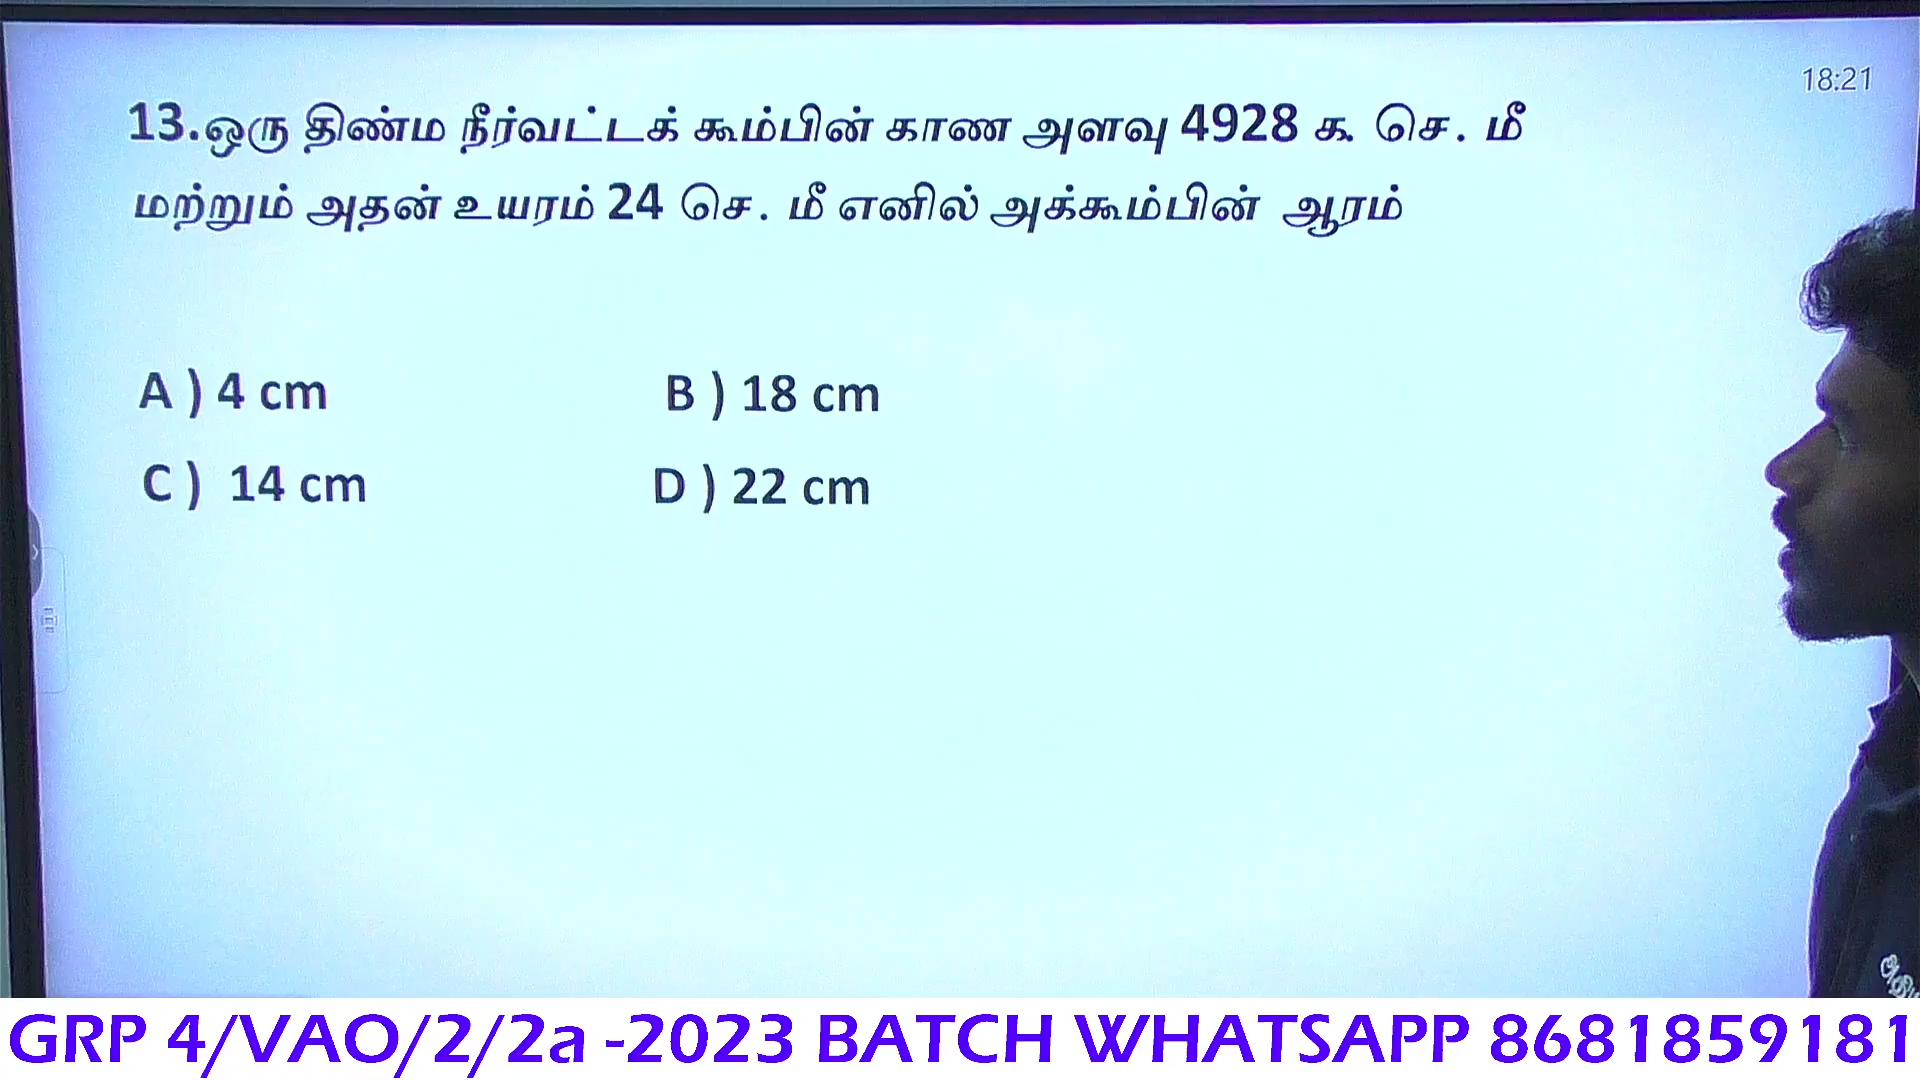 18:21
13.ஒரு திண்ம நீர்வட்டக் கூம்பின் காண அளவு 4928 க. செ. மீ
மற்றும் அதன் உயரம் 24 செ. மீ எனில் அக்கூம்பின் ஆரம்
A ) 4 cm B ) 18 cm
C ) 14 cm D ) 22 cm
GRP 4/VAO/2/2a -2023 BATCH WHATSAPP 8681859181